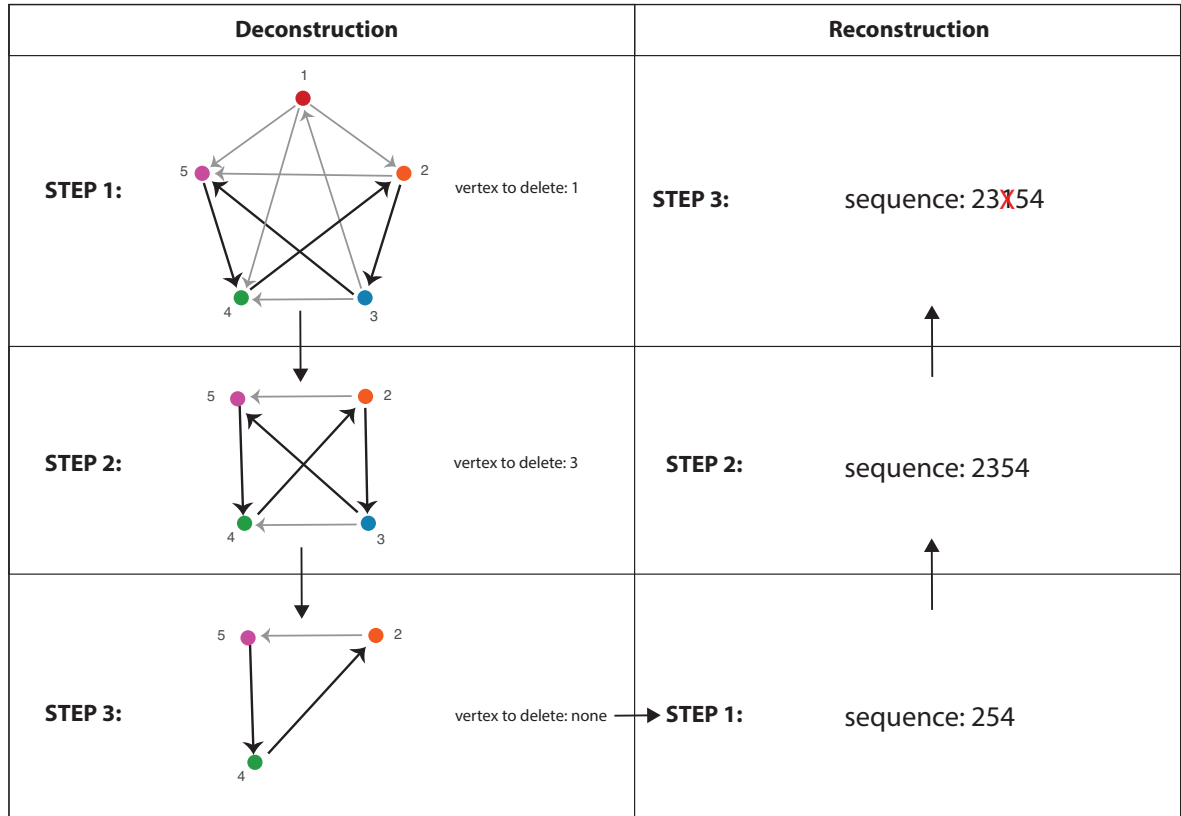 Deconstruction
Reconstruction
STEP 1:
1
5
2
4
3
vertex to delete: 1
STEP 3:
sequence: 23154
STEP 2:
5
2
4
3
vertex to delete: 3
STEP 2:
sequence: 2354
STEP 3:
5
2
4
vertex to delete: none
STEP 1:
sequence: 254